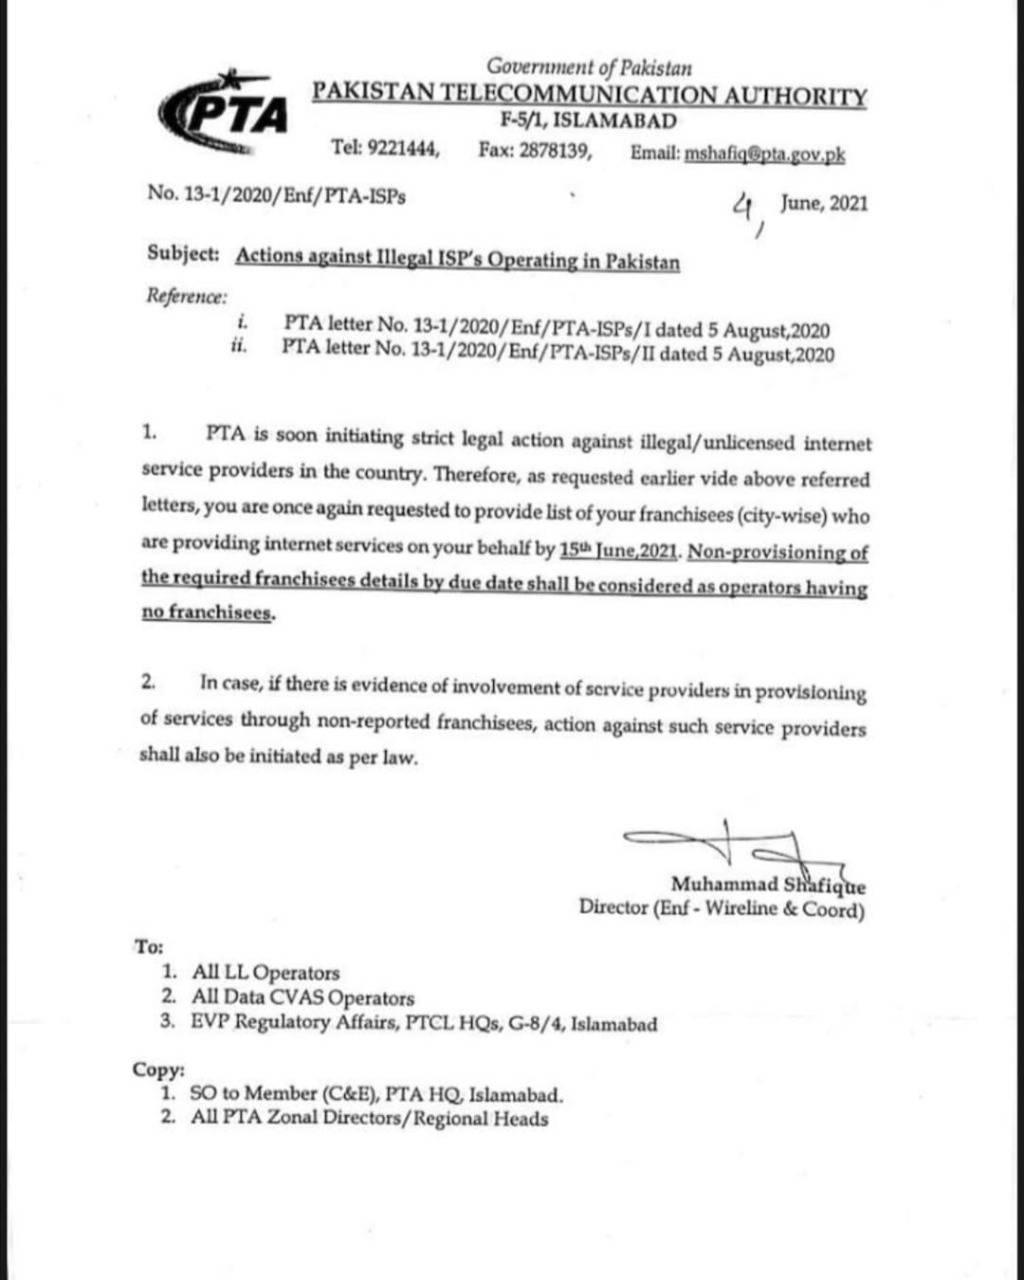 Government of Pakistan
PTA
PAKISTAN TELECOMMUNICATION AUTHORITY
F-5/1, ISLAMABAD
Tel: 9221444, Fax: 2878139, Email: mshafiq@pta.gov.pk
No. 13-1/2020/Enf/PTA-ISPs
4, June, 2021
Subject: Actions against Illegal ISP's Operating in Pakistan
Reference:
i. PTA letter No. 13-1/2020/Enf/PTA-ISPs/I dated 5 August,2020
ii. PTA letter No. 13-1/2020/Enf/PTA-ISPs/II dated 5 August,2020
1. PTA is soon initiating strict legal action against illegal/unlicensed internet
service providers in the country. Therefore, as requested earlier vide above referred
letters, you are once again requested to provide list of your franchisees (city-wise) who
are providing internet services on your behalf by 15th June,2021. Non-provisioning of
the required franchisees details by due date shall be considered as operators having
no franchisees.
2. In case, if there is evidence of involvement of service providers in provisioning
of services through non-reported franchisees, action against such service providers
shall also be initiated as per law.
Muhammad Shafique
Director (Enf - Wireline & Coord)
To:
1. All LL Operators
2. All Data CVAS Operators
3. EVP Regulatory Affairs, PTCL HQs, G-8/4, Islamabad
Copy:
1. SO to Member (C&E), PTA HQ, Islamabad.
2. All PTA Zonal Directors/Regional Heads